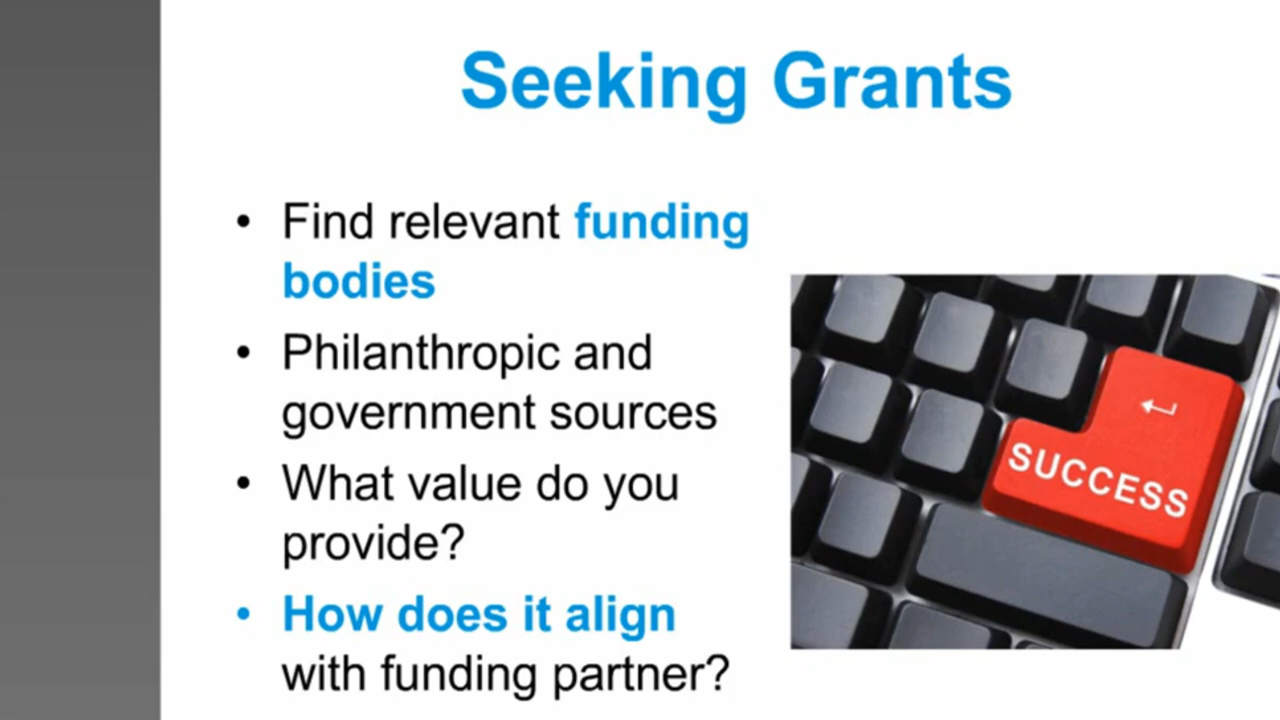 Seeking Grants
• Find relevant funding
bodies
• Philanthropic and
government sources
• What value do you
provide?
• How does it align
with funding partner?
SUCCESS